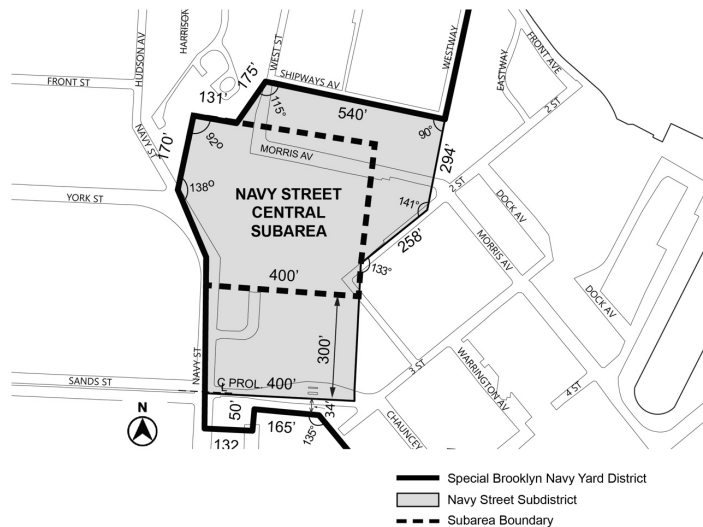 HUDSON AV
HARRISON
WEST ST
SHIPWAYS AV
WESTWAY
EASTWAY
FRONT AVE
2 ST
FRONT ST
175'
131'
115°
540'
90°
294'
NAVY ST
170'
92°
MORRIS AV
2 ST
YORK ST
138°
NAVY STREET
CENTRAL
SUBAREA
141°
DOCK AV
258'
MORRIS AV
133°
400'
DOCK AV
300'
NAVY ST
SANDS ST
CL PROL.
400'
3 ST
WARRINGTON AV
4 ST
N
50'
34'
165'
135°
132
CHAUNCEY
Special Brooklyn Navy Yard District
Navy Street Subdistrict
Subarea Boundary